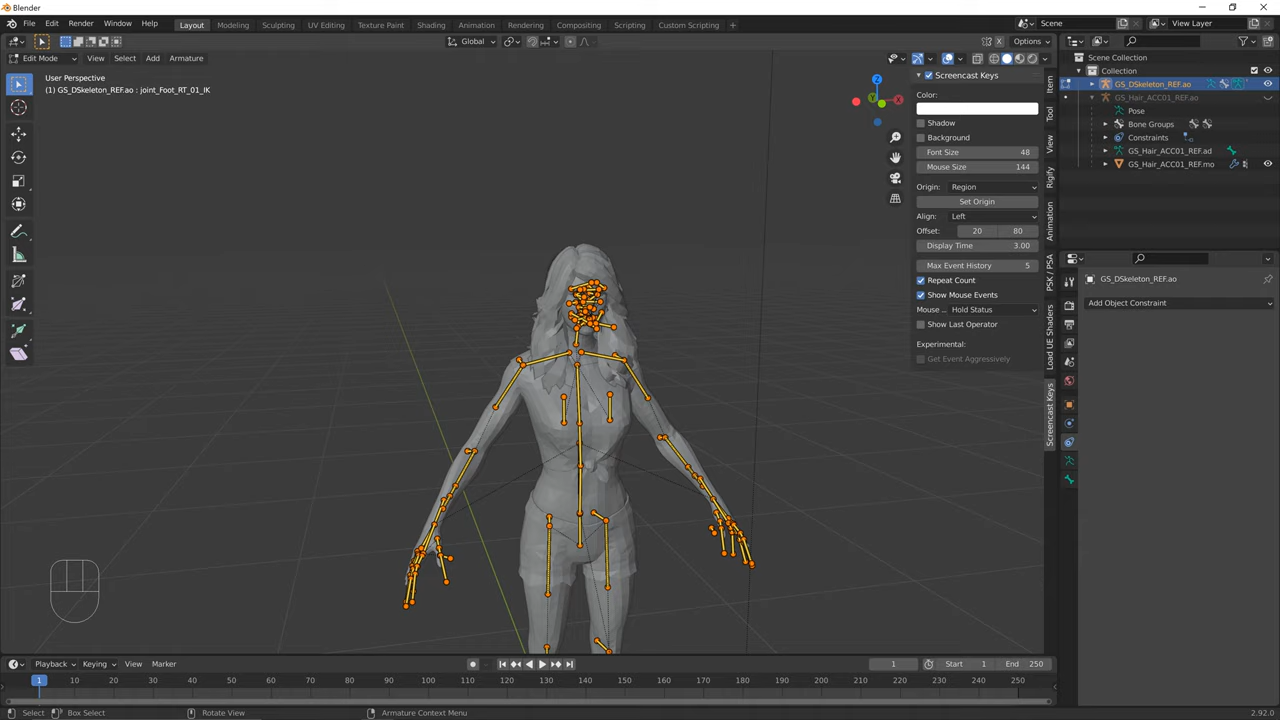 Blender
File Edit Render Window Help Layout Modeling Sculpting UV Editing Texture Paint Shading Animation Rendering Compositing Scripting Custom Scripting + Scene View Layer
Global Options
Edit Mode View Select Add Armature
User Perspective
(1) GS_DSkeleton_REF.ao : joint_Foot_RT_01_IK
Z
X
Y
Screencast Keys
Color:
Shadow
Background
Font Size 48
Mouse Size 144
Origin: Region
Set Origin
Align: Left
Offset: 20 80
Display Time 3.00
Max Event History 5
Repeat Count
Show Mouse Events
Mouse ... Hold Status
Show Last Operator
Experimental:
Get Event Aggressively
Item
Tool
View
Rigify
Animation
PSK / PSA
Load UE Shaders
Screencast Keys
Scene Collection
Collection
GS_DSkeleton_REF.ao
GS_Hair_ACC01_REF.ao
Pose
Bone Groups
Constraints
GS_Hair_ACC01_REF.ad
GS_Hair_ACC01_REF.mo
GS_DSkeleton_REF.ao
Add Object Constraint
Playback Keying View Marker 1 Start 1 End 250
1 10 20 30 40 50 60 70 80 90 100 110 120 130 140 150 160 170 180 190 200 210 220 230 240 250
Select Box Select Rotate View Armature Context Menu 2.92.0